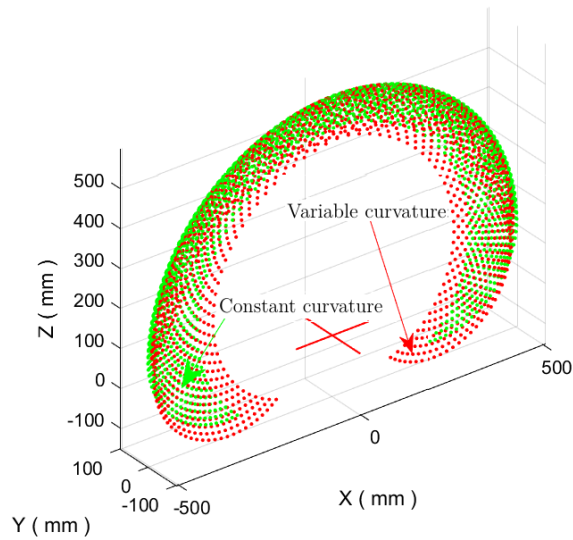 Variable curvature
Constant curvature
Z ( mm )
500
400
300
200
100
0
-100
100
0
-100
Y ( mm )
-500
0
500
X ( mm )